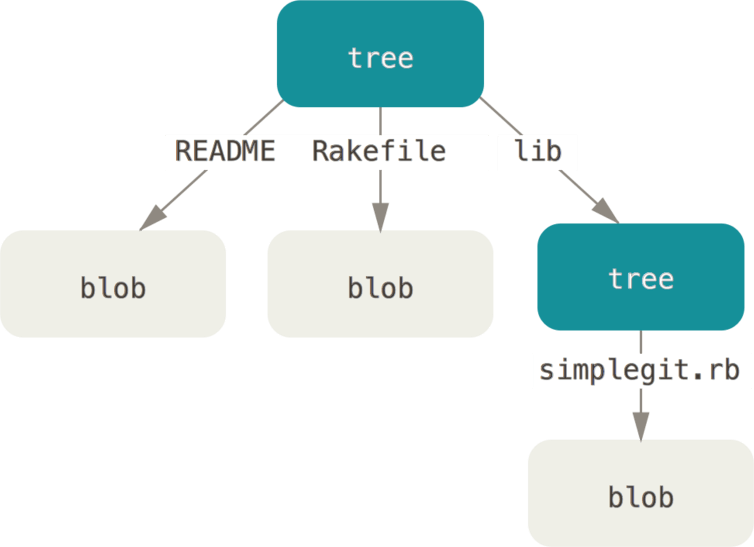 tree
README
Rakefile
lib
blob
blob
tree
simplegit.rb
blob